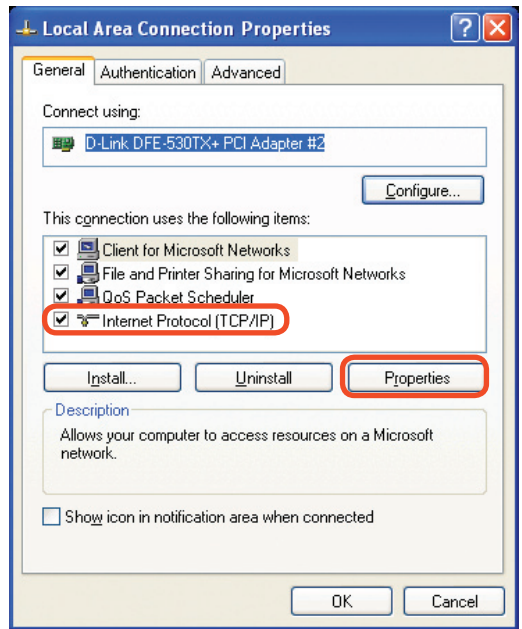 Local Area Connection Properties
General Authentication Advanced
Connect using:
D-Link DFE-530TX+ PCI Adapter #2
Configure...
This connection uses the following items:
Client for Microsoft Networks
File and Printer Sharing for Microsoft Networks
QoS Packet Scheduler
Internet Protocol (TCP/IP)
Install... Uninstall Properties
Description
Allows your computer to access resources on a Microsoft
network.
Show icon in notification area when connected
OK Cancel